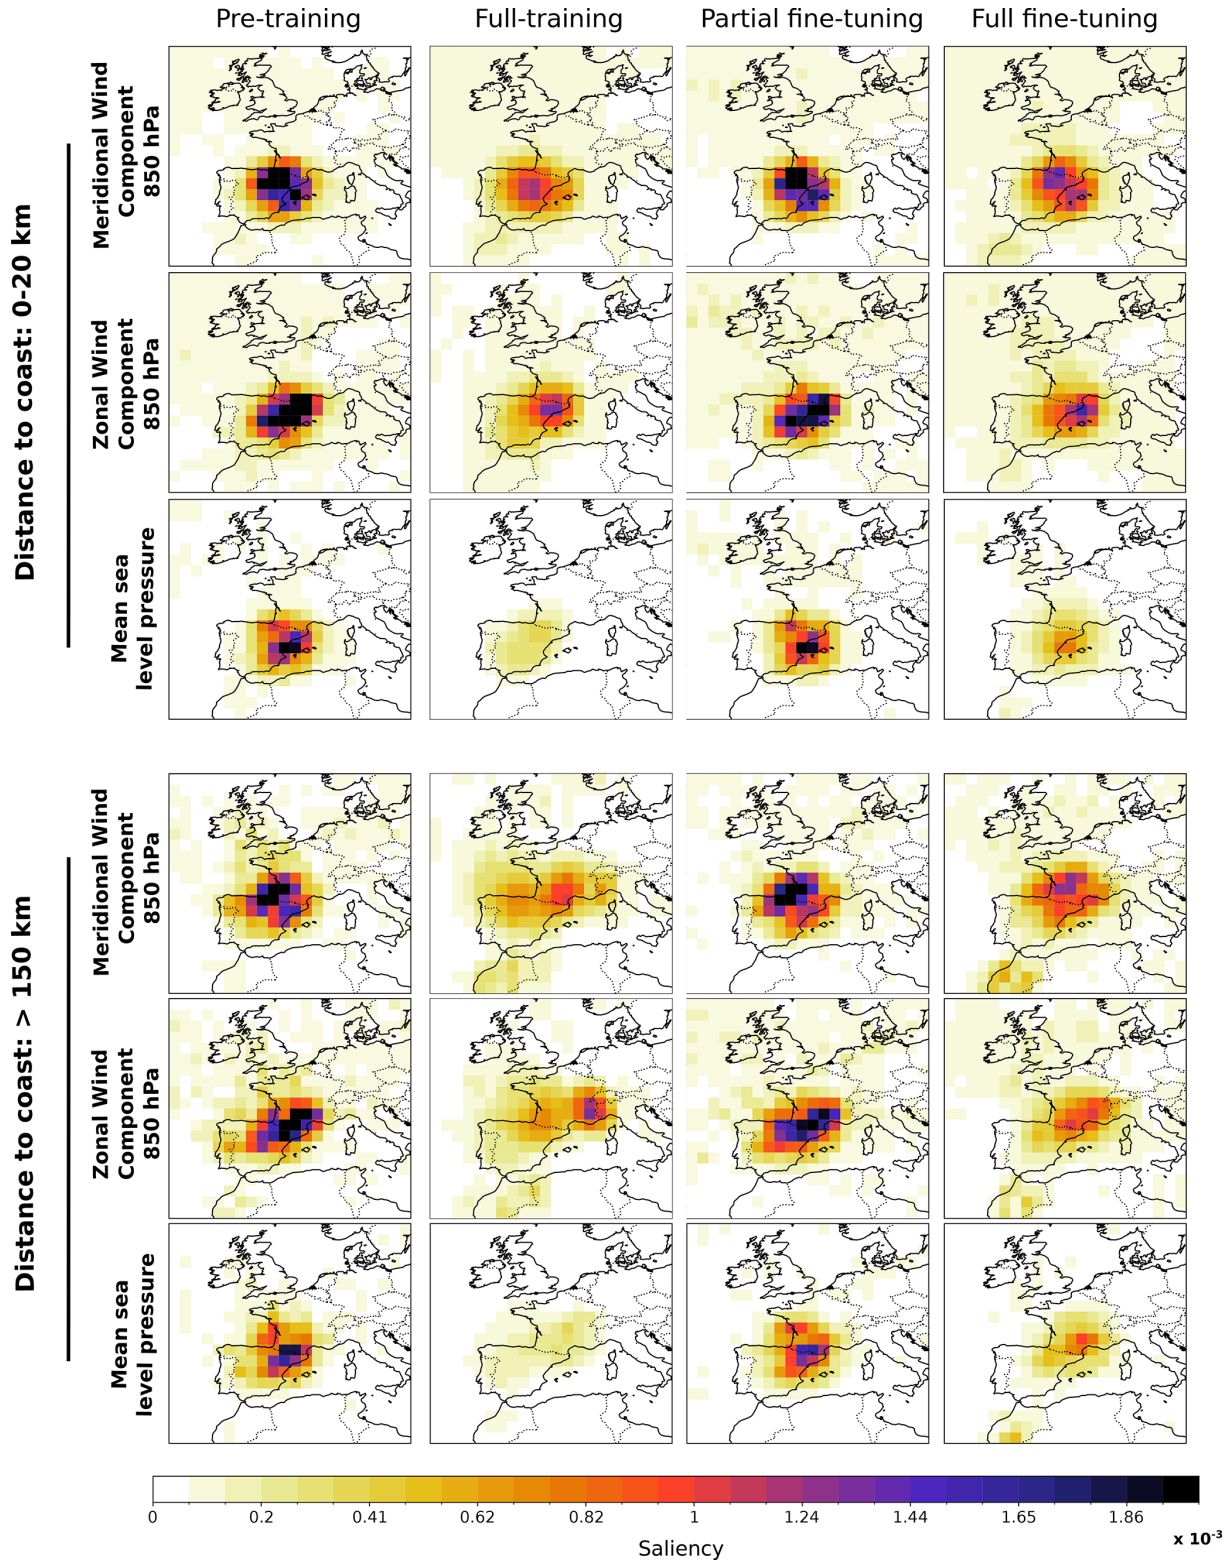 Pre-training Full-training Partial fine-tuning Full fine-tuning
Distance to coast: 0-20 km
Meridional Wind
Component
850 hPa
Zonal Wind
Component
850 hPa
Mean sea
level pressure
Distance to coast: > 150 km
Meridional Wind
Component
850 hPa
Zonal Wind
Component
850 hPa
Mean sea
level pressure
0 0.2 0.41 0.62 0.82 1 1.24 1.44 1.65 1.86
x 10⁻³
Saliency